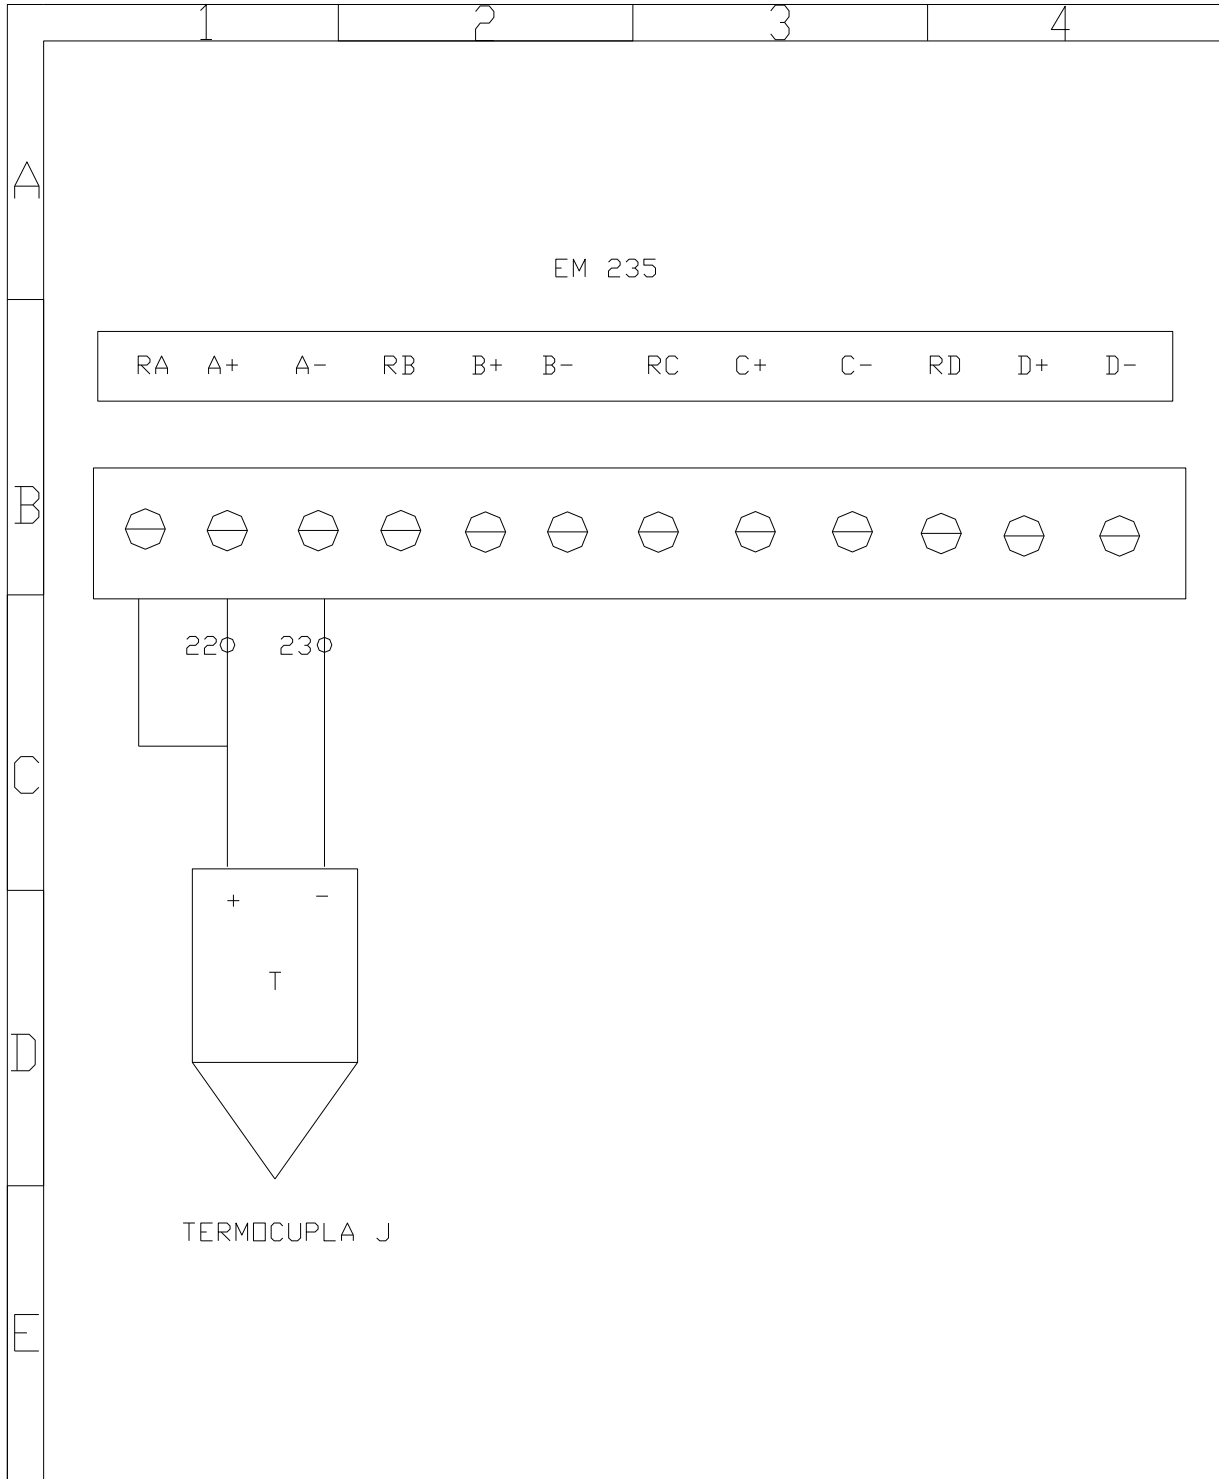 1 2 3 4
A
EM 235
RA A+ A- RB B+ B- RC C+ C- RD D+ D-
B
22 23
C
+ -
T
D
TERMOCUPLA J
E